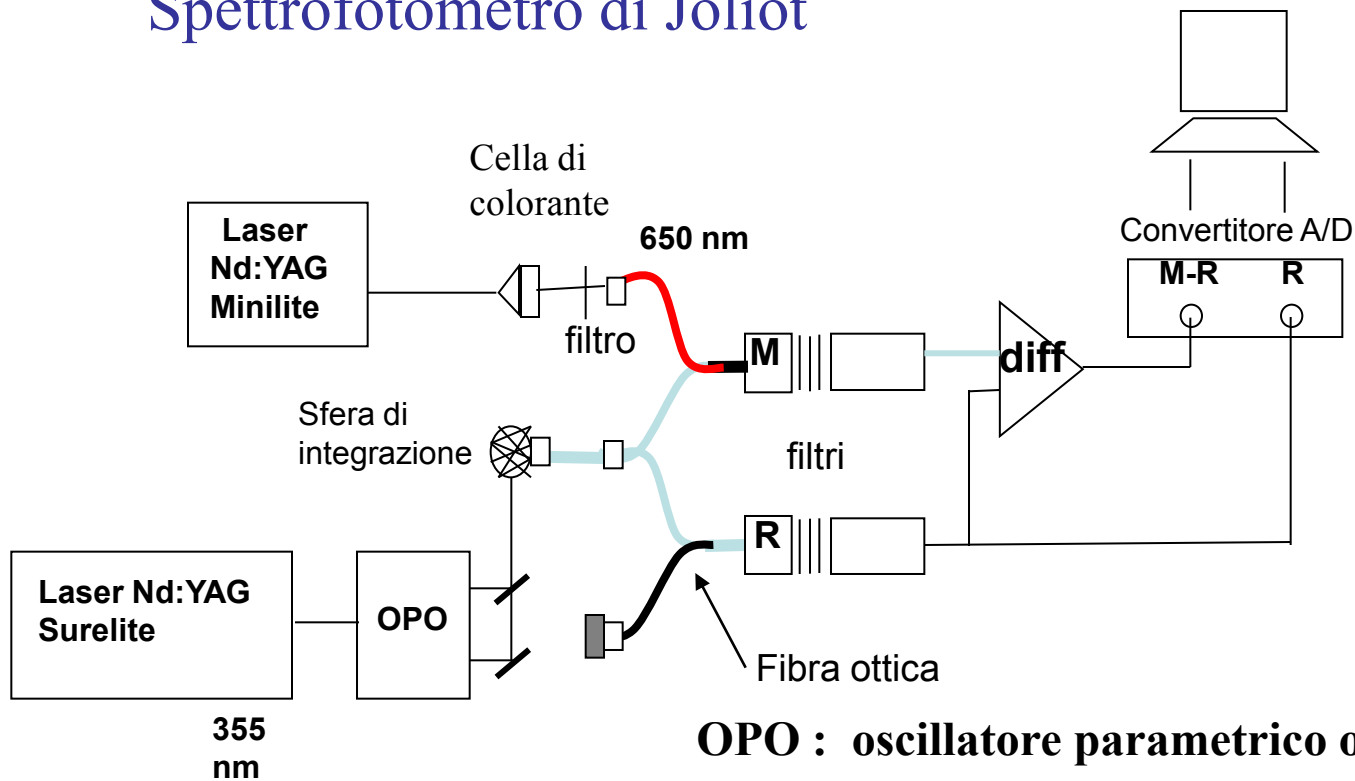 Spettrofotometro di Joliot
Cella di
colorante
Laser
Nd:YAG
Minilite
650 nm
filtro
Convertitore A/D
M-R R
M
diff
Sfera di
integrazione
filtri
R
Laser Nd:YAG
Surelite
OPO
Fibra ottica
355
nm
OPO : oscillatore parametrico o